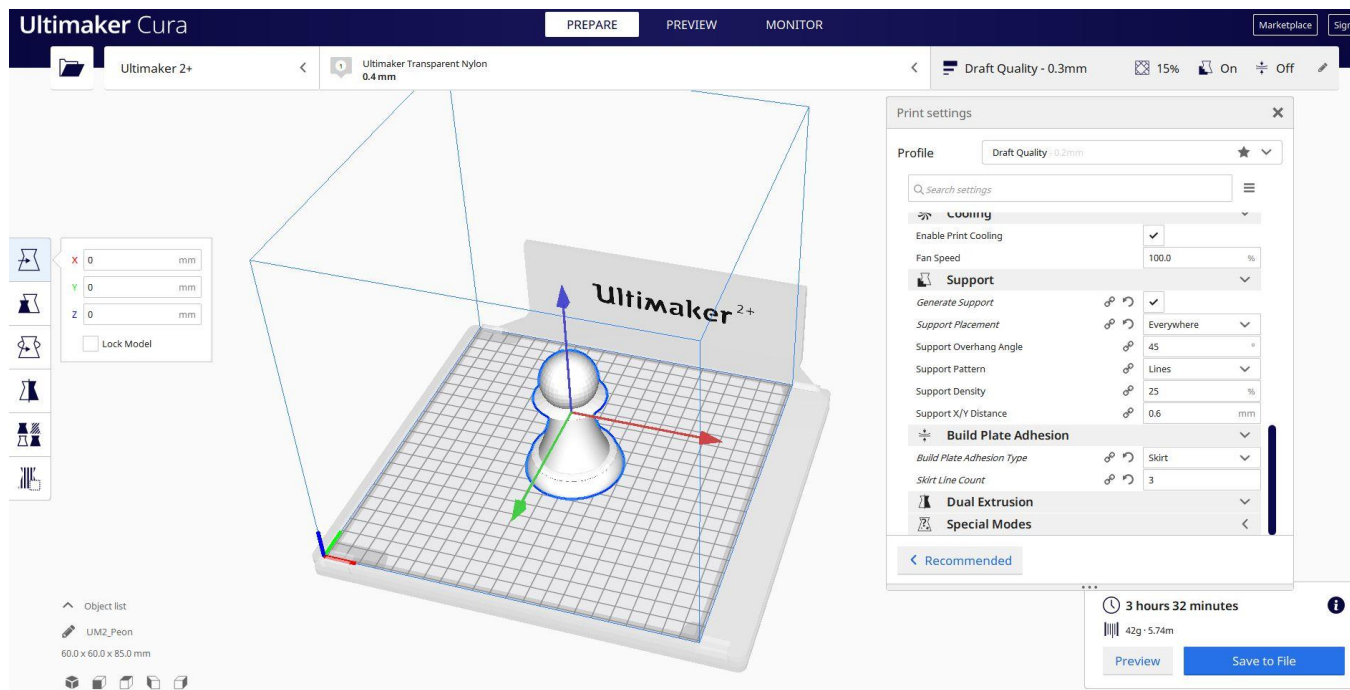 Ultimaker Cura
PREPARE PREVIEW MONITOR
Marketplace
Ultimaker 2+
1
Ultimaker Transparent Nylon
0.4 mm
Draft Quality - 0.3mm
15%
On
Off
Print settings
Profile
Draft Quality - 0.2mm
Search settings
Cooling
Enable Print Cooling
Fan Speed 100.0 %
Support
Generate Support
Support Placement Everywhere
Support Overhang Angle 45 °
Support Pattern Lines
Support Density 25 %
Support X/Y Distance 0.6 mm
Build Plate Adhesion
Build Plate Adhesion Type Skirt
Skirt Line Count 3
Dual Extrusion
Special Modes
Recommended
X 0 mm
Y 0 mm
Z 0 mm
Lock Model
Ultimaker 2+
Object list
UM2_Peon
60.0 x 60.0 x 85.0 mm
3 hours 32 minutes
42g · 5.74m
Preview
Save to File